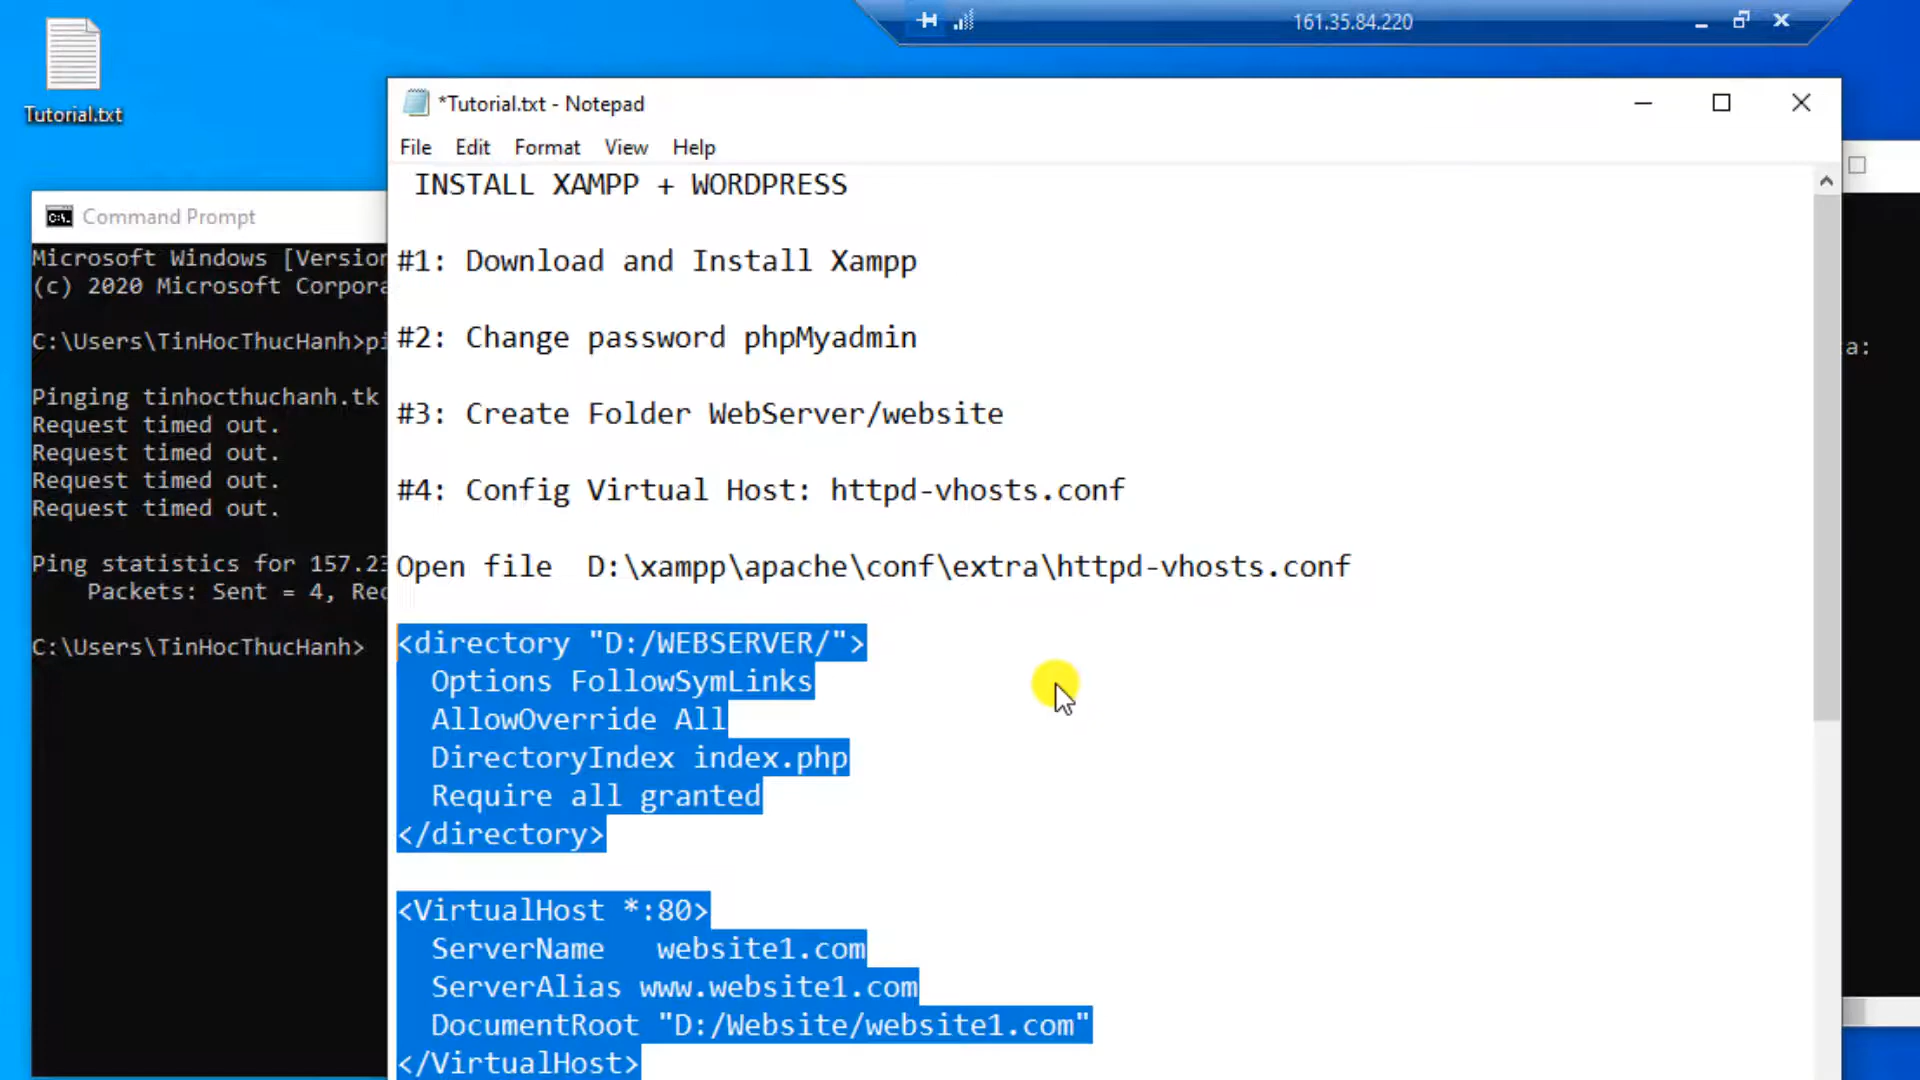 161.35.84.220
Tutorial.txt
*Tutorial.txt - Notepad
File Edit Format View Help
INSTALL XAMPP + WORDPRESS
#1: Download and Install Xampp
#2: Change password phpMyadmin
#3: Create Folder WebServer/website
#4: Config Virtual Host: httpd-vhosts.conf
Open file  D:\xampp\apache\conf\extra\httpd-vhosts.conf
<directory "D:/WEBSERVER/">
  Options FollowSymLinks
  AllowOverride All
  DirectoryIndex index.php
  Require all granted
</directory>
<VirtualHost *:80>
  ServerName   website1.com
  ServerAlias www.website1.com
  DocumentRoot "D:/Website/website1.com"
</VirtualHost>
Command Prompt
Microsoft Windows [Version
(c) 2020 Microsoft Corpora
C:\Users\TinHocThucHanh>pi
Pinging tinhocthuchanh.tk
Request timed out.
Request timed out.
Request timed out.
Request timed out.
Ping statistics for 157.23
    Packets: Sent = 4, Rec
C:\Users\TinHocThucHanh>
a: